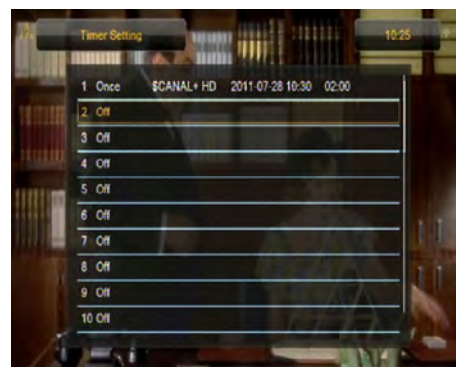 Timer Setting 10:25
1 Once $CANAL+ HD 2011-07-28 10:30 02:00
2 Off
3 Off
4 Off
5 Off
6 Off
7 Off
8 Off
9 Off
10 Off